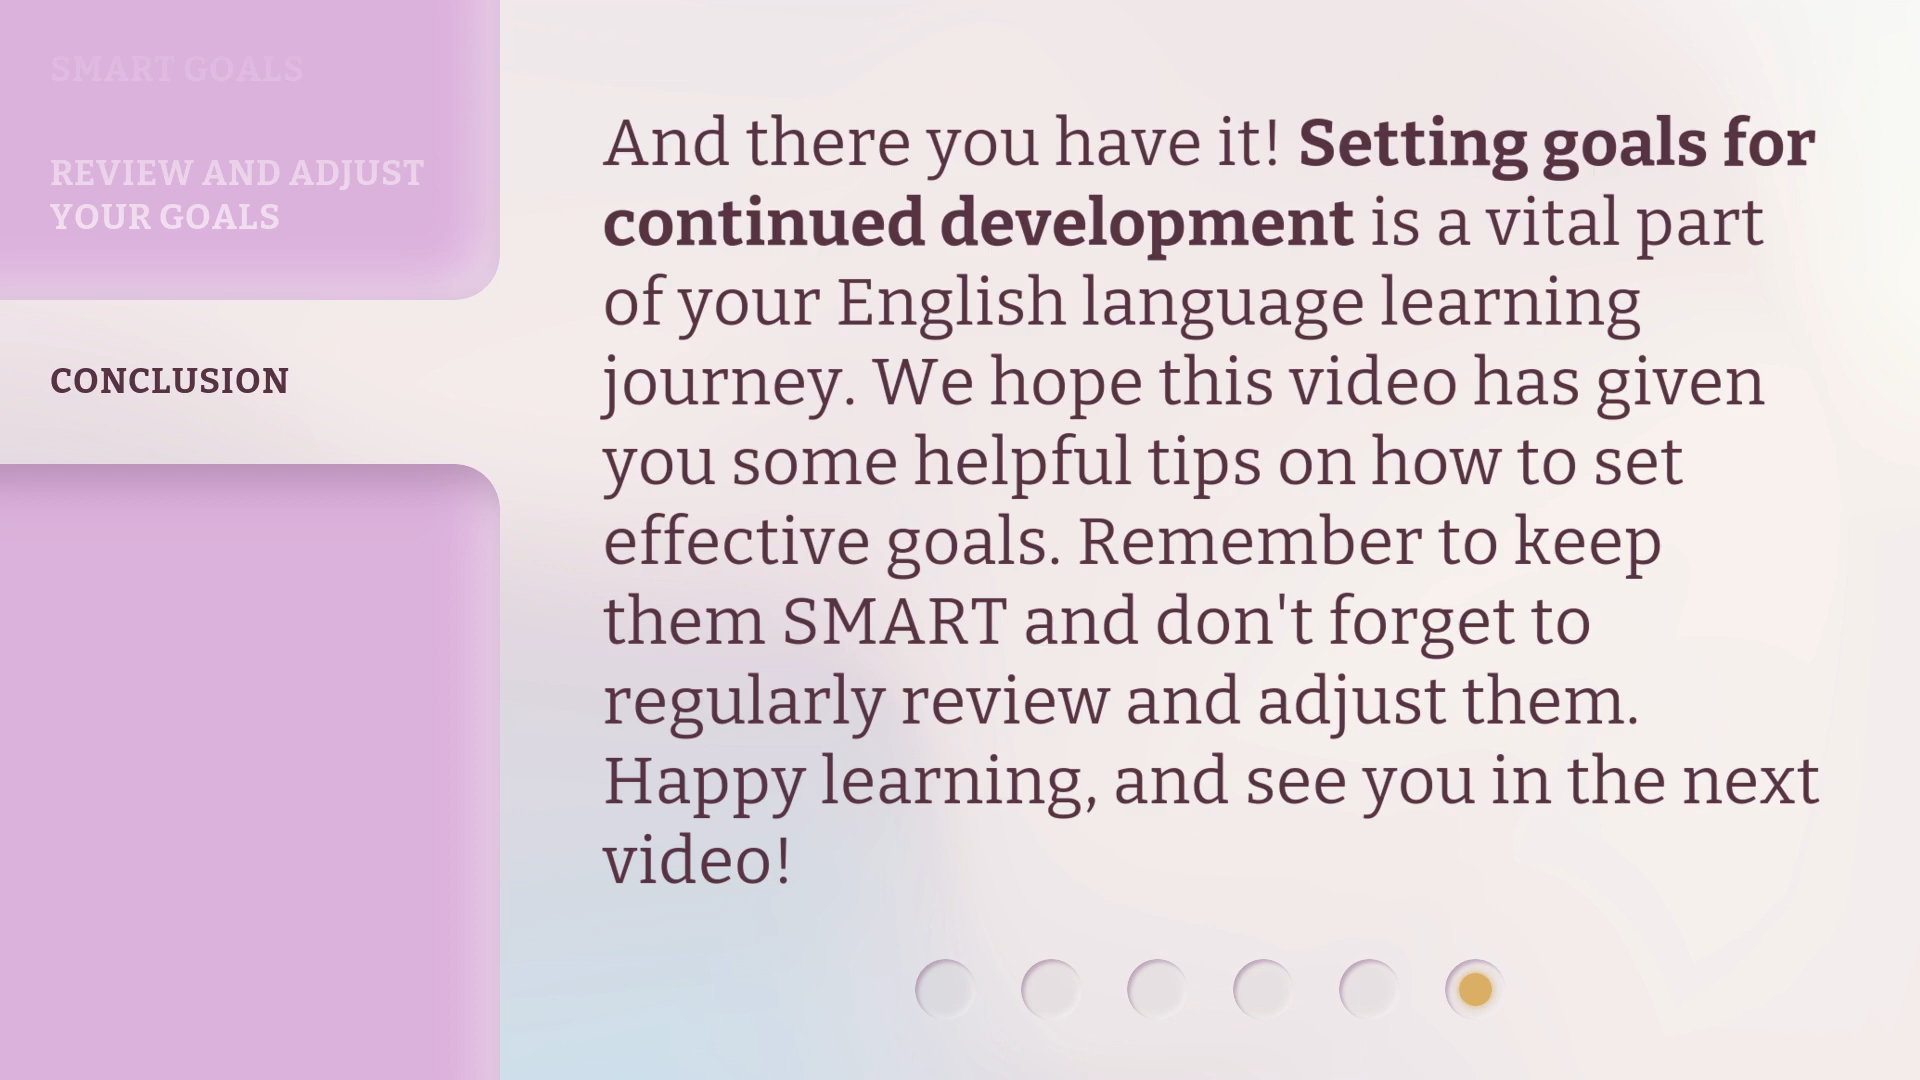 SMART GOALS
REVIEW AND ADJUST
YOUR GOALS
CONCLUSION
And there you have it! Setting goals for
continued development is a vital part
of your English language learning
journey. We hope this video has given
you some helpful tips on how to set
effective goals. Remember to keep
them SMART and don't forget to
regularly review and adjust them.
Happy learning, and see you in the next
video!